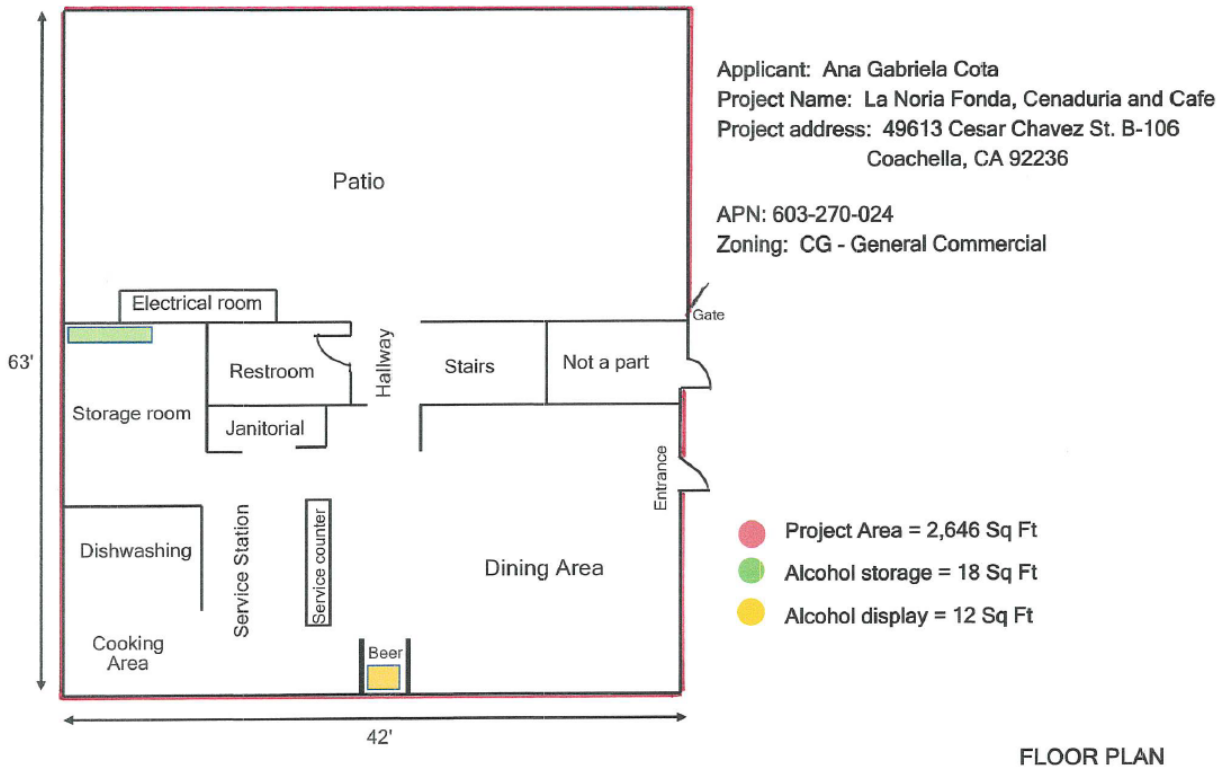 Applicant: Ana Gabriela Cota
Project Name: La Noria Fonda, Cenaduria and Cafe
Project address: 49613 Cesar Chavez St. B-106
Coachella, CA 92236
APN: 603-270-024
Zoning: CG - General Commercial
Patio
Electrical room
Gate
63'
Restroom
Hallway
Stairs
Not a part
Storage room
Janitorial
Entrance
Dishwashing
Service Station
Service counter
Dining Area
Cooking
Area
Beer
42'
Project Area = 2,646 Sq Ft
Alcohol storage = 18 Sq Ft
Alcohol display = 12 Sq Ft
FLOOR PLAN